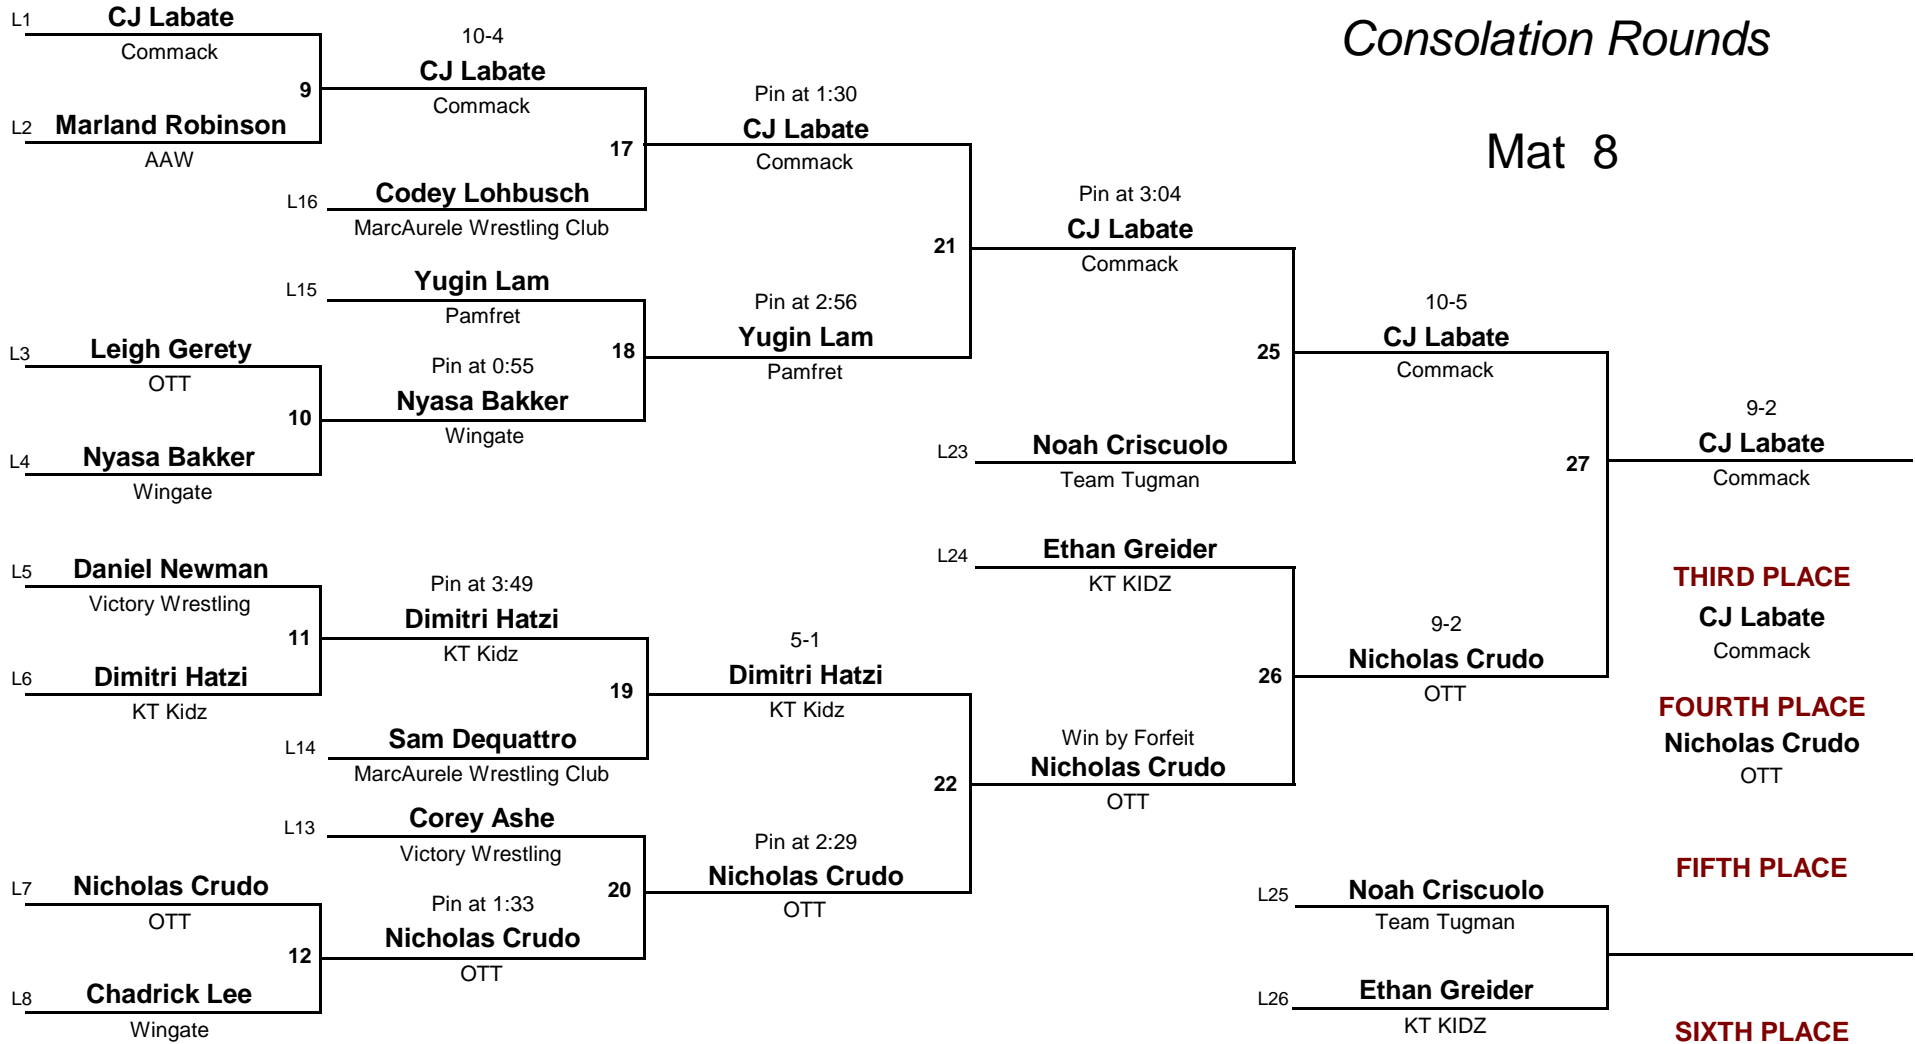 Consolation Rounds
Mat 8
L1 CJ Labate
Commack
9
L2 Marland Robinson
AAW
10-4
CJ Labate
Commack
17
L16 Codey Lohbusch
MarcAurele Wrestling Club
Pin at 1:30
CJ Labate
Commack
21
L15 Yugin Lam
Pamfret
18
L3 Leigh Gerety
OTT
10
L4 Nyasa Bakker
Wingate
Pin at 0:55
Nyasa Bakker
Wingate
Pin at 2:56
Yugin Lam
Pamfret
Pin at 3:04
CJ Labate
Commack
25
L23 Noah Criscuolo
Team Tugman
10-5
CJ Labate
Commack
27
9-2
CJ Labate
Commack
L5 Daniel Newman
Victory Wrestling
11
L6 Dimitri Hatzi
KT Kidz
Pin at 3:49
Dimitri Hatzi
KT Kidz
19
L14 Sam Dequattro
MarcAurele Wrestling Club
5-1
Dimitri Hatzi
KT Kidz
22
L13 Corey Ashe
Victory Wrestling
20
L7 Nicholas Crudo
OTT
12
L8 Chadrick Lee
Wingate
Pin at 1:33
Nicholas Crudo
OTT
Pin at 2:29
Nicholas Crudo
OTT
L24 Ethan Greider
KT KIDZ
26
Win by Forfeit
Nicholas Crudo
OTT
9-2
Nicholas Crudo
OTT
THIRD PLACE
CJ Labate
Commack
FOURTH PLACE
Nicholas Crudo
OTT
FIFTH PLACE
L25 Noah Criscuolo
Team Tugman
L26 Ethan Greider
KT KIDZ
SIXTH PLACE